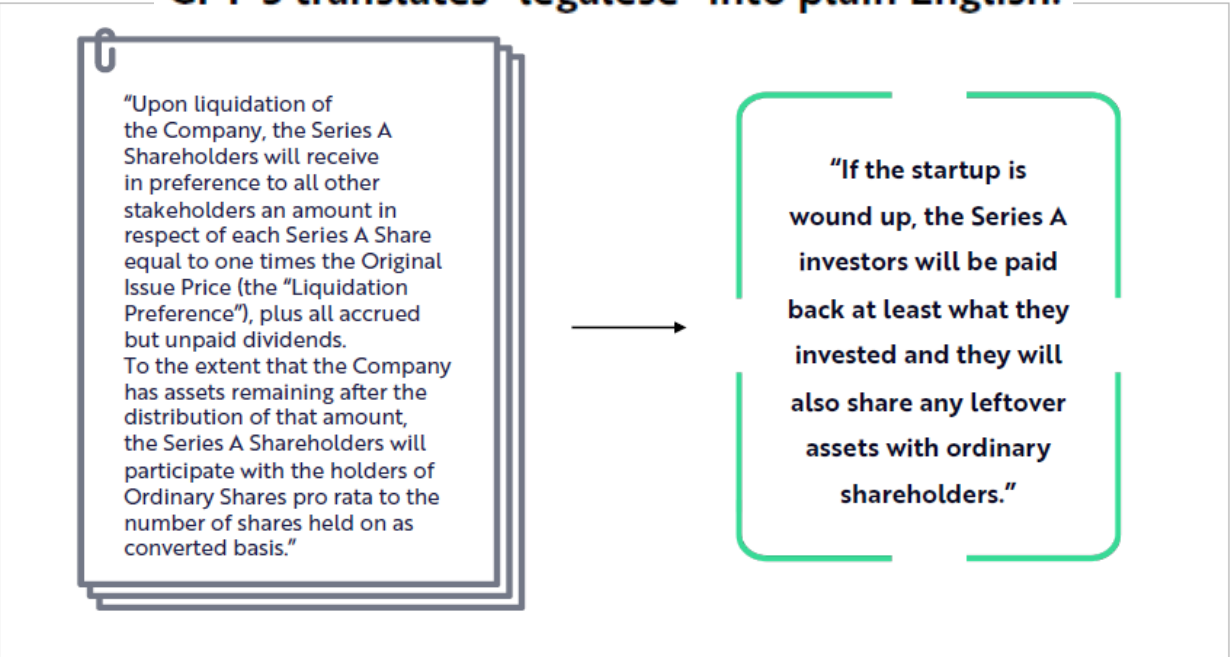 translates "legalese" into plain English.
"Upon liquidation of
the Company, the Series A
Shareholders will receive
in preference to all other
stakeholders an amount in
respect of each Series A Share
equal to one times the Original
Issue Price (the "Liquidation
Preference"), plus all accrued
but unpaid dividends.
To the extent that the Company
has assets remaining after the
distribution of that amount,
the Series A Shareholders will
participate with the holders of
Ordinary Shares pro rata to the
number of shares held on as
converted basis."
"If the startup is
wound up, the Series A
investors will be paid
back at least what they
invested and they will
also share any leftover
assets with ordinary
shareholders."